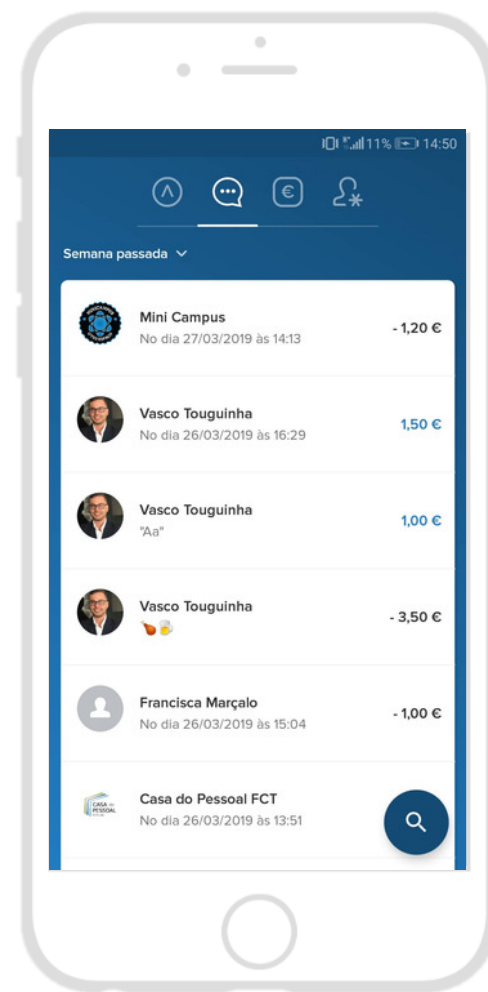 11% 14:50
Semana passada
Mini Campus
No dia 27/03/2019 às 14:13
- 1,20 €
Vasco Touguinha
No dia 26/03/2019 às 16:29
1,50 €
Vasco Touguinha
"Aa"
1,00 €
Vasco Touguinha
🍗🍺
- 3,50 €
Francisca Marçalo
No dia 26/03/2019 às 15:04
- 1,00 €
Casa do Pessoal FCT
No dia 26/03/2019 às 13:51
CASA do
PESSOAL